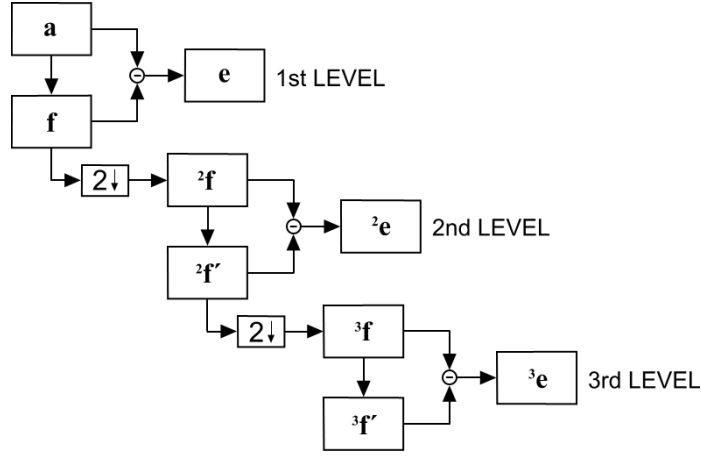 a
e
1st LEVEL
f
2↓
²f
²e
2nd LEVEL
²f´
2↓
³f
³e
3rd LEVEL
³f´